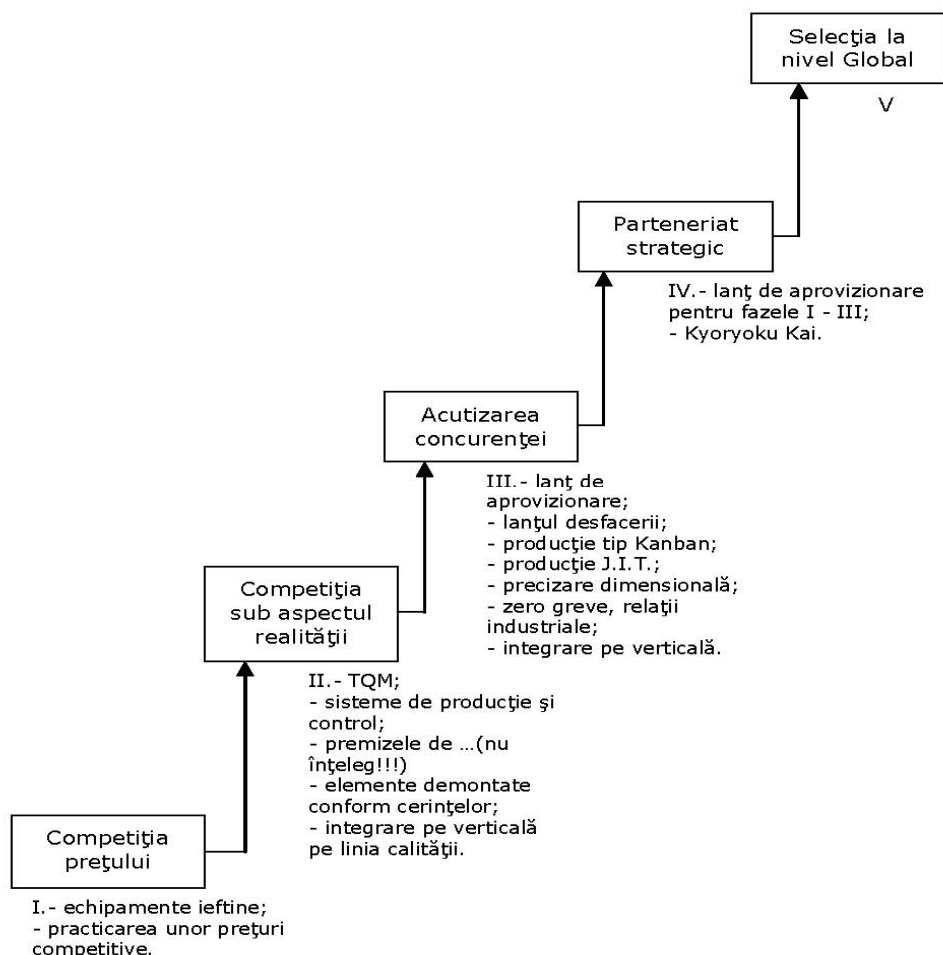 Selecţia la
nivel Global
V
Parteneriat
strategic
IV.- lanţ de aprovizionare
pentru fazele I - III;
- Kyoryoku Kai.
Acutizarea
concurenţei
III.- lanţ de
aprovizionare;
- lanţul desfacerii;
- producţie tip Kanban;
- producţie J.I.T.;
- precizare dimensională;
- zero greve, relaţii
industriale;
- integrare pe verticală.
Competiţia
sub aspectul
realităţii
II.- TQM;
- sisteme de producţie şi
control;
- premizele de ...(nu
înţeleg!!!)
- elemente demontate
conform cerinţelor;
- integrare pe verticală
pe linia calităţii.
Competiţia
preţului
I.- echipamente ieftine;
- practicarea unor preţuri
competitive.